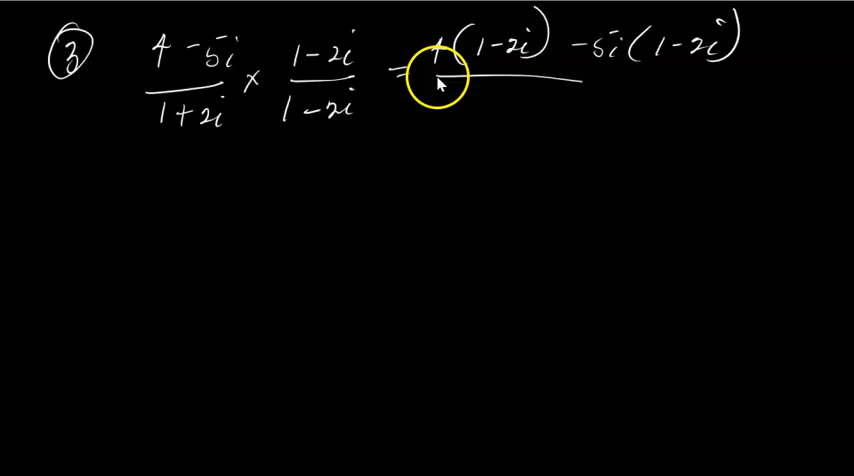 ③ (4 - 5i)/(1 + 2i) × (1 - 2i)/(1 - 2i) = 4(1 - 2i) - 5i(1 - 2i)